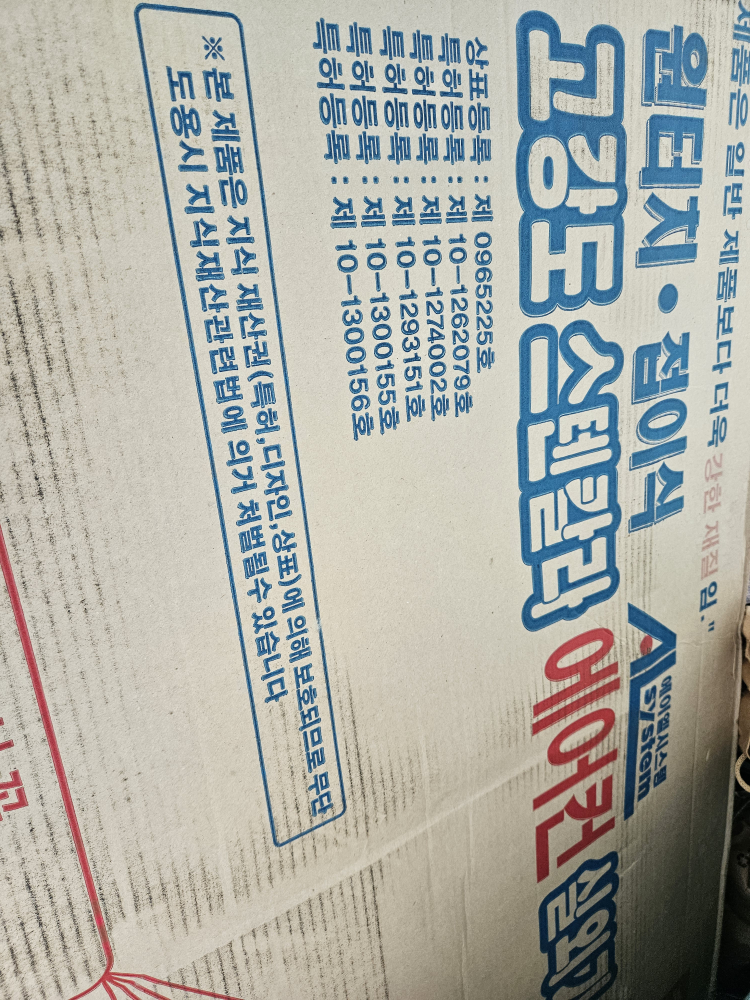 제품은 일반 제품보다 더욱 강한 재질 임."
원터치 · 접이식
AL
에이엘시스템
system
고강도 스텐칼라 에어컨 실외기
상표등록 : 제 0965225호
특허등록 : 제 10-1262079호
특허등록 : 제 10-1274002호
특허등록 : 제 10-1293151호
특허등록 : 제 10-1300155호
특허등록 : 제 10-1300156호
※ 본 제품은 지식 재산권(특허,디자인,상표)에 의해 보호되므로 무단
도용시 지식재산관련법에 의거 처벌될수 있습니다